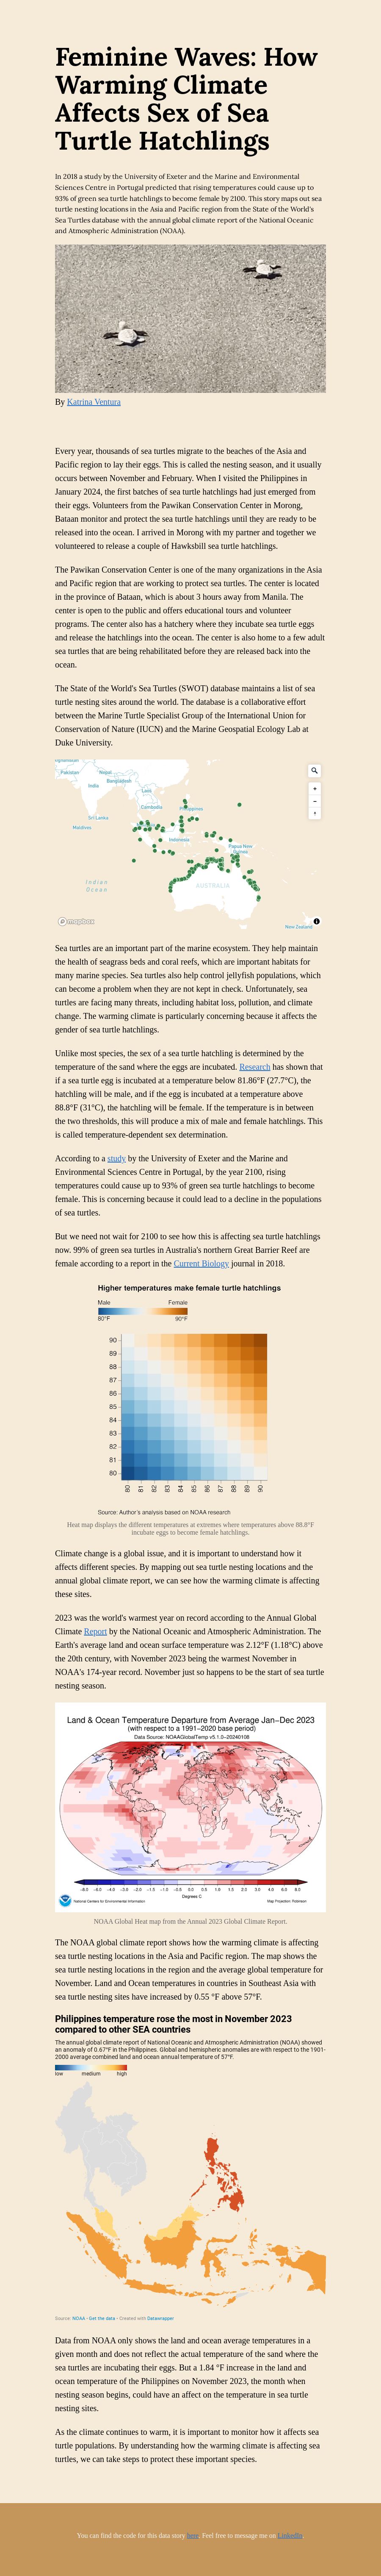 Feminine Waves: How
Warming Climate
Affects Sex of Sea
Turtle Hatchlings
In 2018 a study by the University of Exeter and the Marine and Environmental
Sciences Centre in Portugal predicted that rising temperatures could cause up to
93% of green sea turtle hatchlings to become female by 2100. This story maps out sea
turtle nesting locations in the Asia and Pacific region from the State of the World's
Sea Turtles database with the annual global climate report of the National Oceanic
and Atmospheric Administration (NOAA).
By Katrina Ventura
Every year, thousands of sea turtles migrate to the beaches of the Asia and
Pacific region to lay their eggs. This is called the nesting season, and it usually
occurs between November and February. When I visited the Philippines in
January 2024, the first batches of sea turtle hatchlings had just emerged from
their eggs. Volunteers from the Pawikan Conservation Center in Morong,
Bataan monitor and protect the sea turtle hatchlings until they are ready to be
released into the ocean. I arrived in Morong with my partner and together we
volunteered to release a couple of Hawksbill sea turtle hatchlings.
The Pawikan Conservation Center is one of the many organizations in the Asia
and Pacific region that are working to protect sea turtles. The center is located
in the province of Bataan, which is about 3 hours away from Manila. The
center is open to the public and offers educational tours and volunteer
programs. The center also has a hatchery where they incubate sea turtle eggs
and release the hatchlings into the ocean. The center is also home to a few adult
sea turtles that are being rehabilitated before they are released back into the
ocean.
The State of the World's Sea Turtles (SWOT) database maintains a list of sea
turtle nesting sites around the world. The database is a collaborative effort
between the Marine Turtle Specialist Group of the International Union for
Conservation of Nature (IUCN) and the Marine Geospatial Ecology Lab at
Duke University.
Pakistan
Nepal
Bangladesh
India
Laos
Cambodia
Philippines
Sri Lanka
Maldives
Indonesia
Papua New
Guinea
Indian
Ocean
AUSTRALIA
mapbox
New Zealand
Sea turtles are an important part of the marine ecosystem. They help maintain
the health of seagrass beds and coral reefs, which are important habitats for
many marine species. Sea turtles also help control jellyfish populations, which
can become a problem when they are not kept in check. Unfortunately, sea
turtles are facing many threats, including habitat loss, pollution, and climate
change. The warming climate is particularly concerning because it affects the
gender of sea turtle hatchlings.
Unlike most species, the sex of a sea turtle hatchling is determined by the
temperature of the sand where the eggs are incubated. Research has shown that
if a sea turtle egg is incubated at a temperature below 81.86°F (27.7°C), the
hatchling will be male, and if the egg is incubated at a temperature above
88.8°F (31°C), the hatchling will be female. If the temperature is in between
the two thresholds, this will produce a mix of male and female hatchlings. This
is called temperature-dependent sex determination.
According to a study by the University of Exeter and the Marine and
Environmental Sciences Centre in Portugal, by the year 2100, rising
temperatures could cause up to 93% of green sea turtle hatchlings to become
female. This is concerning because it could lead to a decline in the populations
of sea turtles.
But we need not wait for 2100 to see how this is affecting sea turtle hatchlings
now. 99% of green sea turtles in Australia's northern Great Barrier Reef are
female according to a report in the Current Biology journal in 2018.
Higher temperatures make female turtle hatchlings
Male Female
80°F 90°F
90
89
88
87
86
85
84
83
82
81
80
80 81 82 83 84 85 86 87 88 89 90
Source: Author's analysis based on NOAA research
Heat map displays the different temperatures at extremes where temperatures above 88.8°F
incubate eggs to become female hatchlings.
Climate change is a global issue, and it is important to understand how it
affects different species. By mapping out sea turtle nesting locations and the
annual global climate report, we can see how the warming climate is affecting
these sites.
2023 was the world's warmest year on record according to the Annual Global
Climate Report by the National Oceanic and Atmospheric Administration. The
Earth's average land and ocean surface temperature was 2.12°F (1.18°C) above
the 20th century, with November 2023 being the warmest November in
NOAA's 174-year record. November just so happens to be the start of sea turtle
nesting season.
Land & Ocean Temperature Departure from Average Jan–Dec 2023
(with respect to a 1991–2020 base period)
Data Source: NOAAGlobalTemp v5.1.0–20240108
-5.0 -4.0 -3.0 -2.0 -1.5 -1.0 -0.5 0.0 0.5 1.0 1.5 2.0 3.0 4.0 5.0
Degrees C
National Centers for Environmental Information
Map Projection: Robinson
NOAA Global Heat map from the Annual 2023 Global Climate Report.
The NOAA global climate report shows how the warming climate is affecting
sea turtle nesting locations in the Asia and Pacific region. The map shows the
sea turtle nesting locations in the region and the average global temperature for
November. Land and Ocean temperatures in countries in Southeast Asia with
sea turtle nesting sites have increased by 0.55 °F above 57°F.
Philippines temperature rose the most in November 2023
compared to other SEA countries
The annual global climate report of National Oceanic and Atmospheric Administration (NOAA) showed
an anomaly of 0.67°F in the Philippines. Global and hemispheric anomalies are with respect to the 1901-
2000 average combined land and ocean annual temperature of 57°F.
low medium high
Source: NOAA · Get the data · Created with Datawrapper
Data from NOAA only shows the land and ocean average temperatures in a
given month and does not reflect the actual temperature of the sand where the
sea turtles are incubating their eggs. But a 1.84 °F increase in the land and
ocean temperature of the Philippines on November 2023, the month when
nesting season begins, could have an affect on the temperature in sea turtle
nesting sites.
As the climate continues to warm, it is important to monitor how it affects sea
turtle populations. By understanding how the warming climate is affecting sea
turtles, we can take steps to protect these important species.
You can find the code for this data story here. Feel free to message me on LinkedIn.